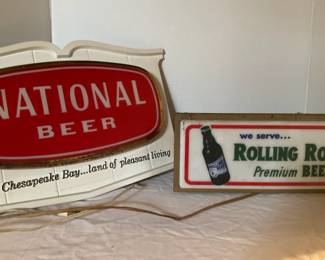 NATIONAL
BEER
Chesapeake Bay...land of pleasant living
we serve...
ROLLING RO
Premium BEE